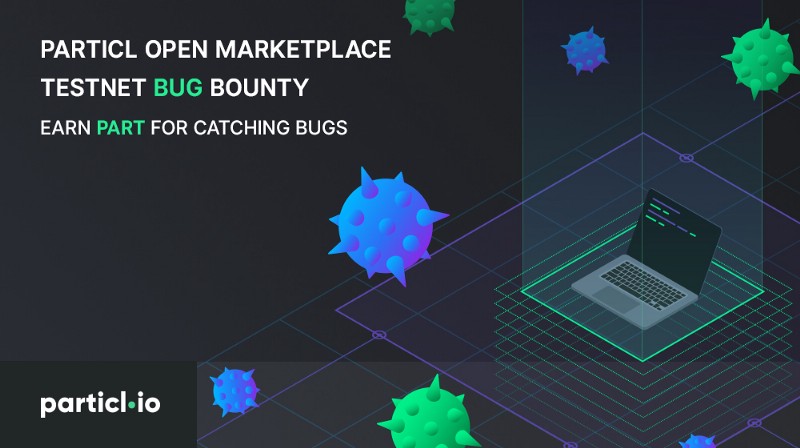 PARTICL OPEN MARKETPLACE
TESTNET BUG BOUNTY
EARN PART FOR CATCHING BUGS
particl.io